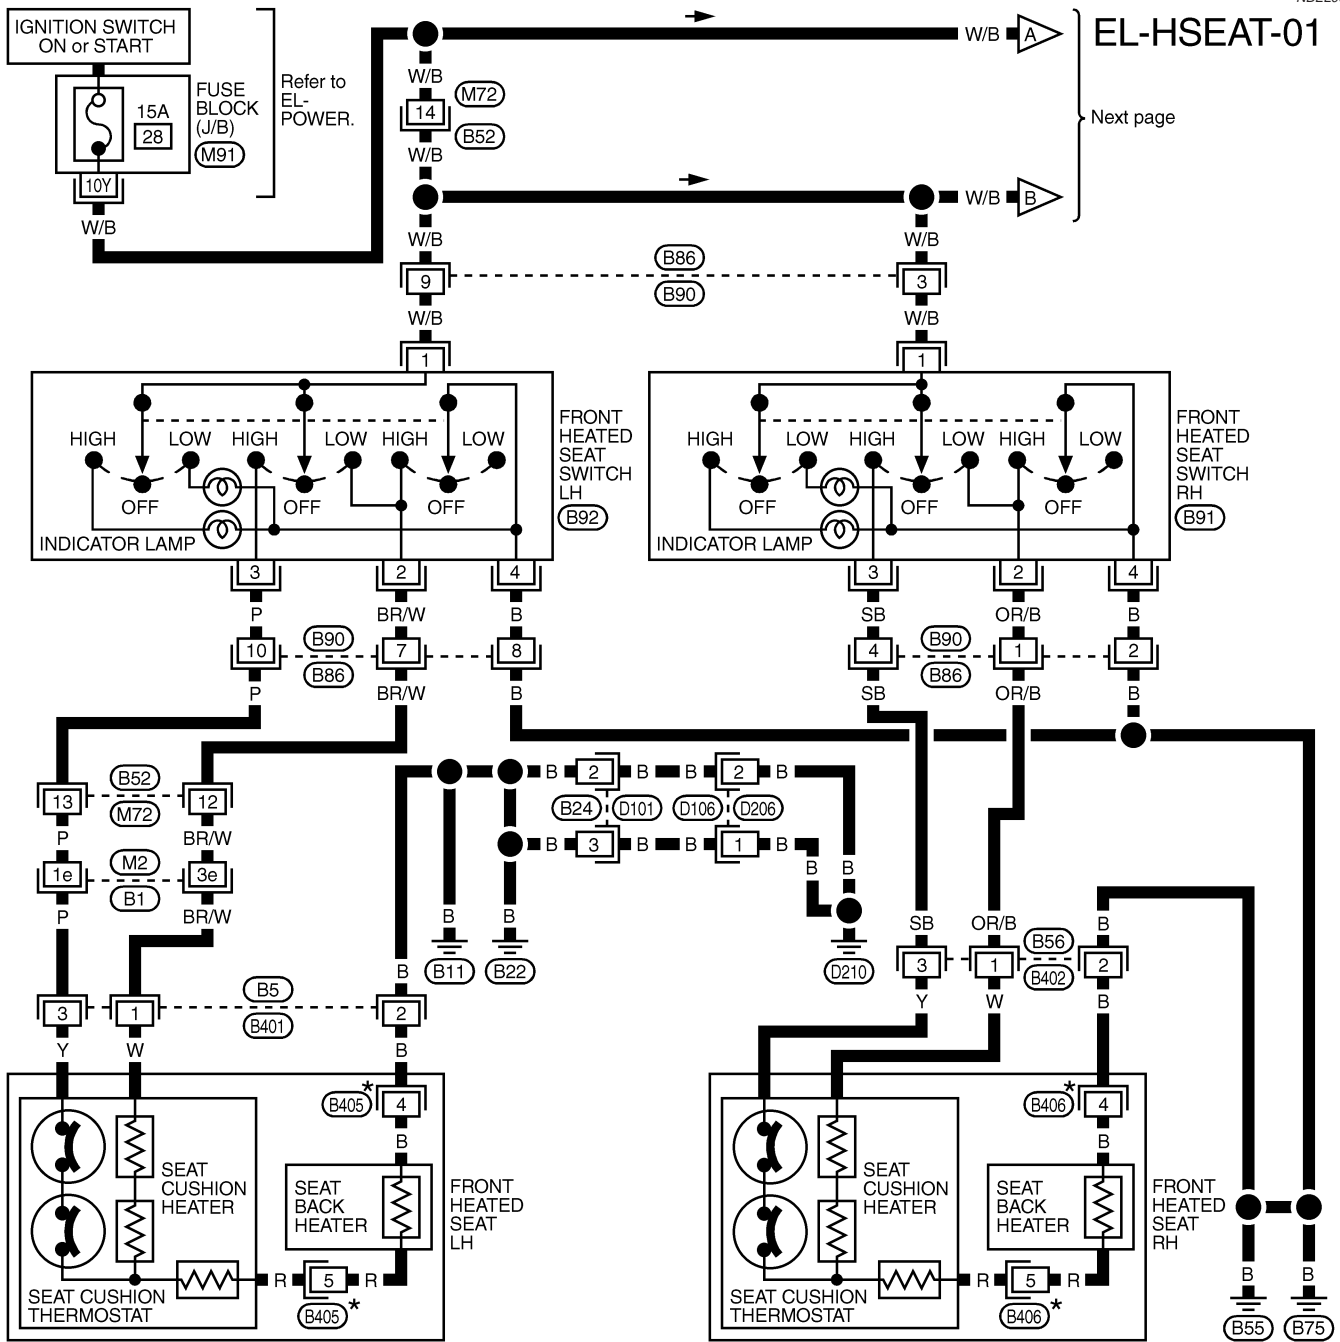 IGNITION SWITCH
ON or START
15A
28
FUSE
BLOCK
(J/B)
M91
10Y
W/B
Refer to
EL-
POWER.
W/B
14
M72
B52
W/B
W/B
A
W/B
B
Next page
EL-HSEAT-01
W/B
9
W/B
1
B86
B90
W/B
3
W/B
1
HIGH
LOW
HIGH
LOW
HIGH
LOW
OFF
OFF
OFF
INDICATOR LAMP
FRONT
HEATED
SEAT
SWITCH
LH
B92
HIGH
LOW
HIGH
LOW
HIGH
LOW
OFF
OFF
OFF
INDICATOR LAMP
FRONT
HEATED
SEAT
SWITCH
RH
B91
3
2
4
P
BR/W
B
10
B90
B86
7
8
P
BR/W
B
3
2
4
SB
OR/B
B
4
B90
B86
1
2
SB
OR/B
B
13
B52
M72
12
P
BR/W
1e
M2
B1
3e
P
BR/W
B
2
B
B
2
B
B24
D101
D106
D206
B
3
B
B
1
B
B
B
B
B
B11
B22
D210
SB
OR/B
B56
B402
B
3
1
2
Y
W
B
B
3
1
B5
B401
2
Y
W
B
B405
*
4
B
SEAT
CUSHION
HEATER
SEAT
BACK
HEATER
FRONT
HEATED
SEAT
LH
SEAT CUSHION
THERMOSTAT
R
5
R
B405
*
B406
*
4
B
SEAT
CUSHION
HEATER
SEAT
BACK
HEATER
FRONT
HEATED
SEAT
RH
SEAT CUSHION
THERMOSTAT
R
5
R
B406
*
B
B
B55
B75